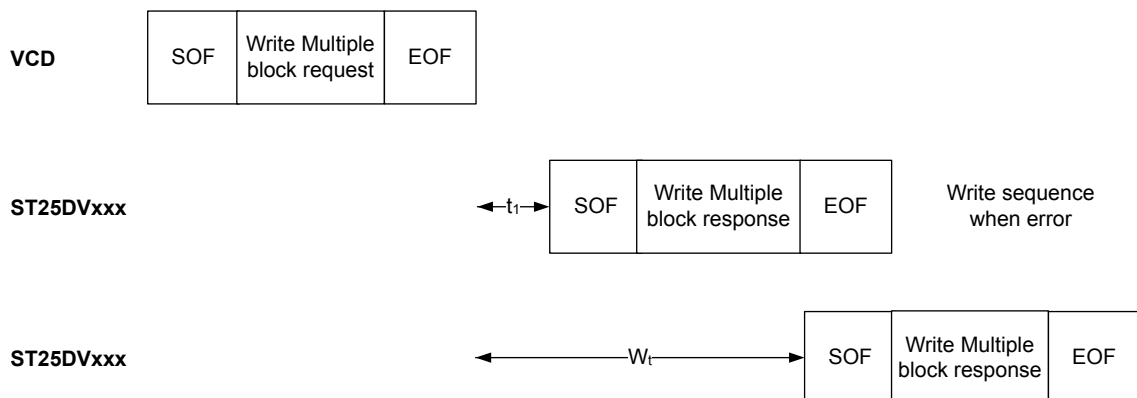 VCD
SOF
Write Multiple
block request
EOF
ST25DVxxx
t₁
SOF
Write Multiple
block response
EOF
Write sequence
when error
ST25DVxxx
Wₜ
SOF
Write Multiple
block response
EOF